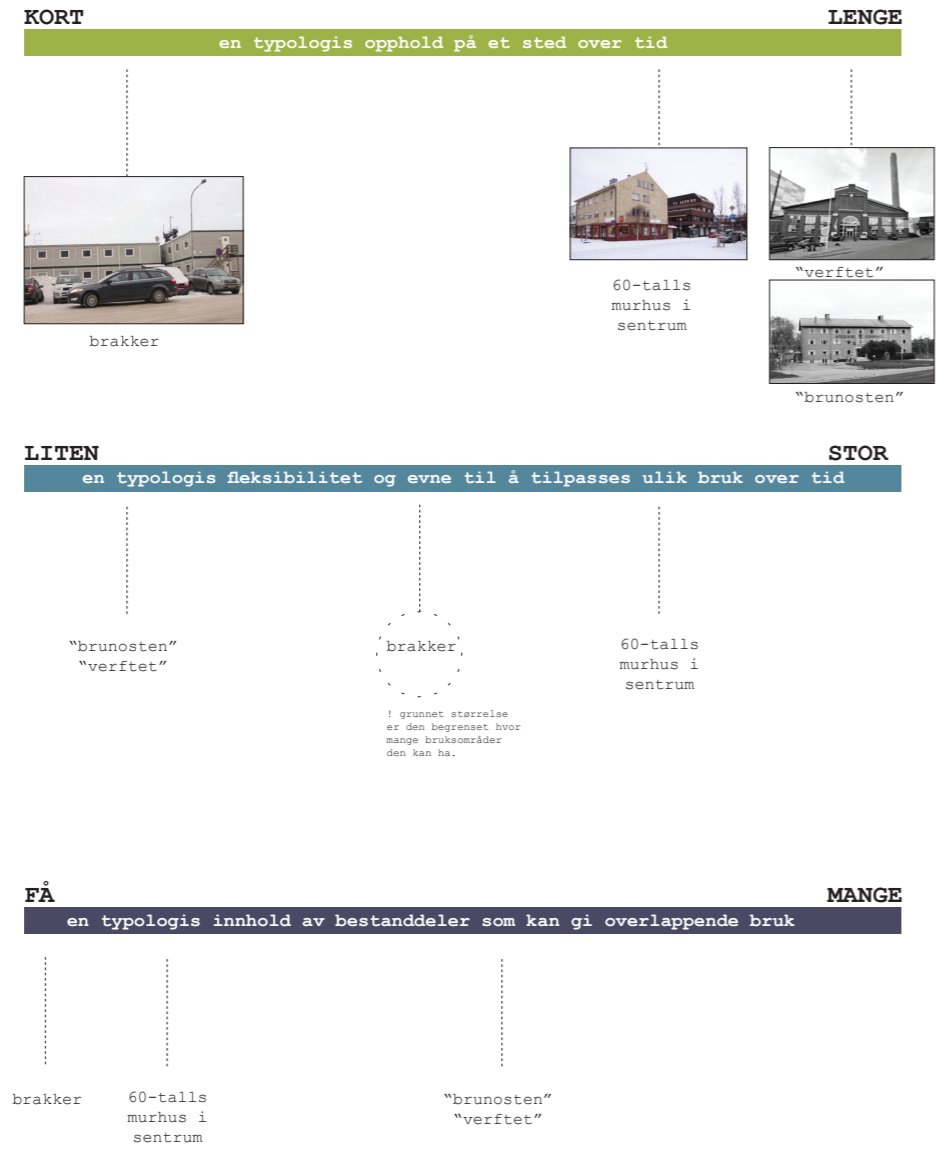 KORT LENGE
en typologis opphold på et sted over tid
brakker
60-talls
murhus i
sentrum
“verftet”
“brunosten”
LITEN STOR
en typologis fleksibilitet og evne til å tilpasses ulik bruk over tid
“brunosten”
“verftet”
brakker
! grunnet størrelse
er den begrenset hvor
mange bruksområder
den kan ha.
60-talls
murhus i
sentrum
FÅ MANGE
en typologis innhold av bestanddeler som kan gi overlappende bruk
brakker
60-talls
murhus i
sentrum
“brunosten”
“verftet”